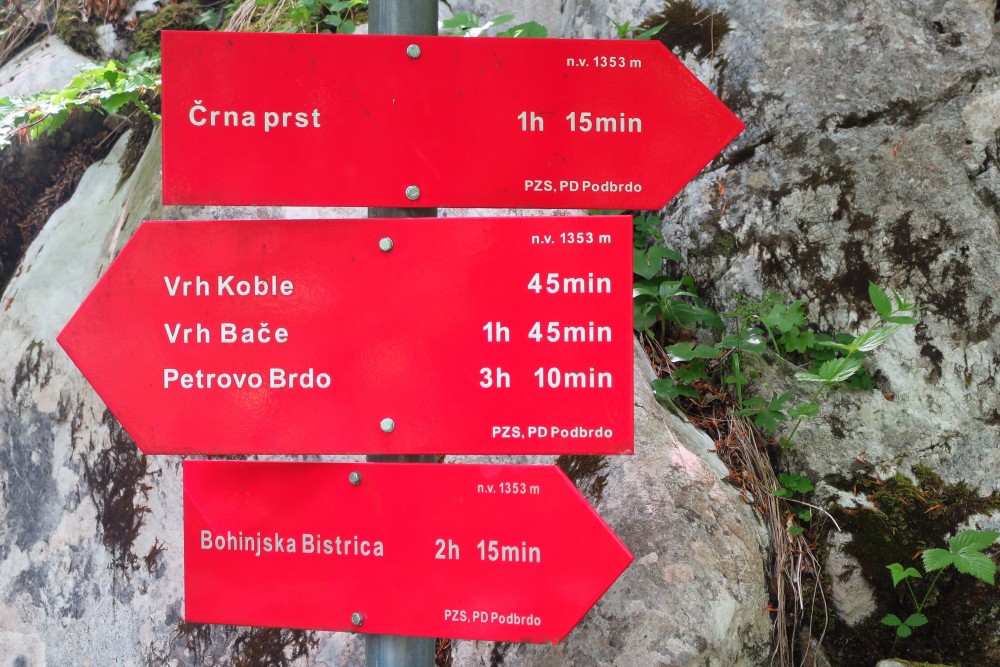 n.v. 1353 m
Črna prst 1h 15min
PZS, PD Podbrdo
n.v. 1353 m
Vrh Koble 45min
Vrh Bače 1h 45min
Petrovo Brdo 3h 10min
PZS, PD Podbrdo
n.v. 1353 m
Bohinjska Bistrica 2h 15min
PZS, PD Podbrdo